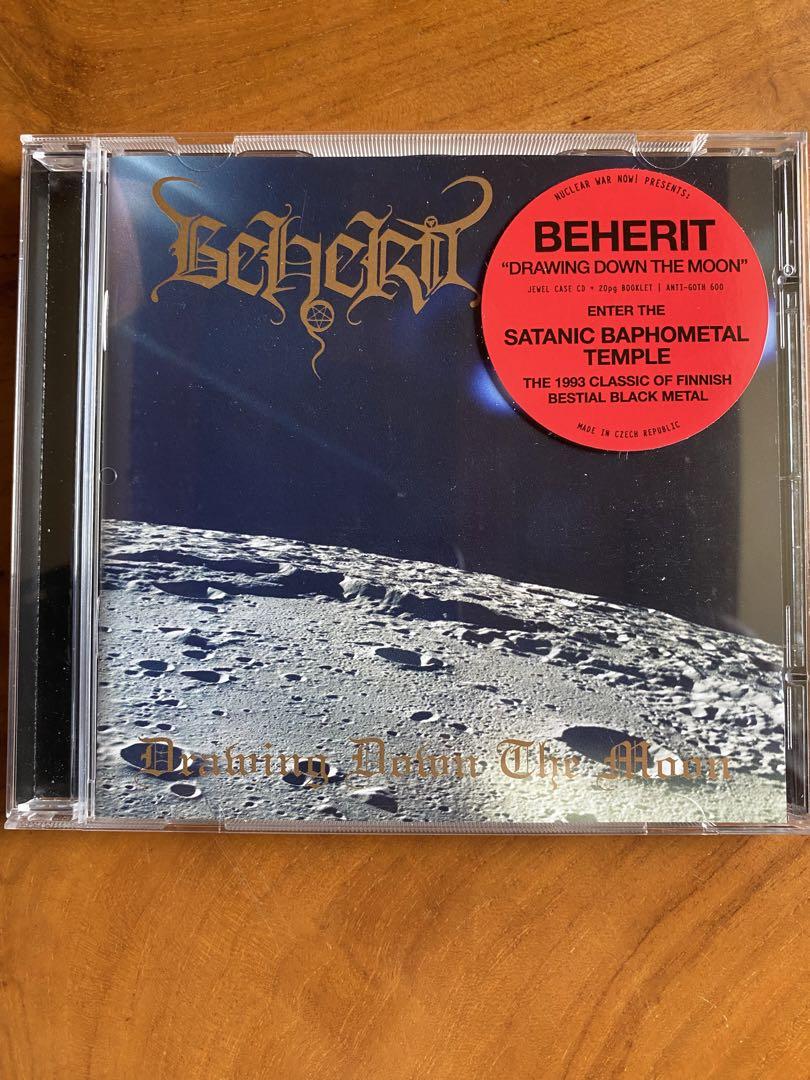 BEHERIT
NUCLEAR WAR NOW! PRESENTS:
BEHERIT
"DRAWING DOWN THE MOON"
JEWEL CASE CD + 20pg BOOKLET | ANTI-GOTH 600
ENTER THE
SATANIC BAPHOMETAL
TEMPLE
THE 1993 CLASSIC OF FINNISH
BESTIAL BLACK METAL
MADE IN CZECH REPUBLIC
Drawing Down The Moon